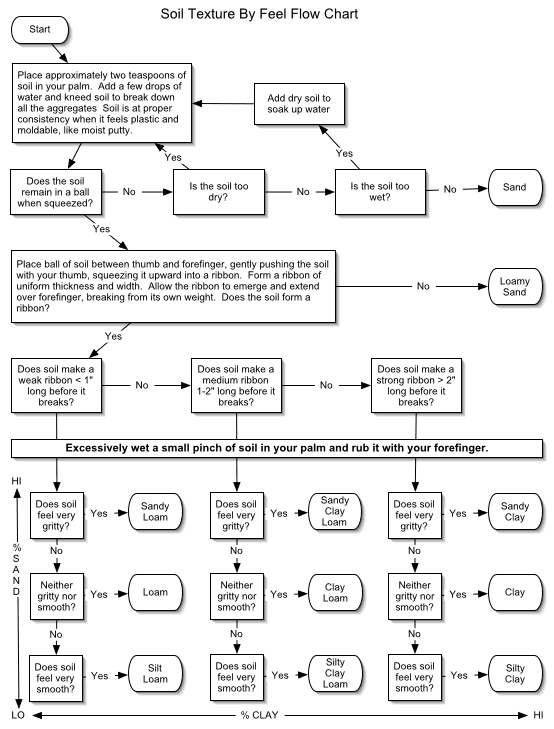 Soil Texture By Feel Flow Chart
Start
Place approximately two teaspoons of
soil in your palm. Add a few drops of
water and kneed soil to break down
all the aggregates Soil is at proper
consistency when it feels plastic and
moldable, like moist putty.
Add dry soil to
soak up water
Yes
Yes
Does the soil
remain in a ball
when squeezed?
No
Is the soil too
dry?
No
Is the soil too
wet?
No
Sand
Yes
Place ball of soil between thumb and forefinger, gently pushing the soil
with your thumb, squeezing it upward into a ribbon. Form a ribbon of
uniform thickness and width. Allow the ribbon to emerge and extend
over forefinger, breaking from its own weight. Does the soil form a
ribbon?
No
Loamy
Sand
Yes
Does soil make a
weak ribbon < 1"
long before it
breaks?
No
Does soil make a
medium ribbon
1-2" long before it
breaks?
No
Does soil make a
strong ribbon > 2"
long before it
breaks?
Excessively wet a small pinch of soil in your palm and rub it with your forefinger.
HI
% SAND
LO
Does soil
feel very
gritty?
Yes
Sandy
Loam
Does soil
feel very
gritty?
Yes
Sandy
Clay
Loam
Does soil
feel very
gritty?
Yes
Sandy
Clay
No
No
No
Neither
gritty nor
smooth?
Yes
Loam
Neither
gritty nor
smooth?
Yes
Clay
Loam
Neither
gritty nor
smooth?
Yes
Clay
No
No
No
Does soil
feel very
smooth?
Yes
Silt
Loam
Does soil
feel very
smooth?
Yes
Silty
Clay
Loam
Does soil
feel very
smooth?
Yes
Silty
Clay
% CLAY
HI